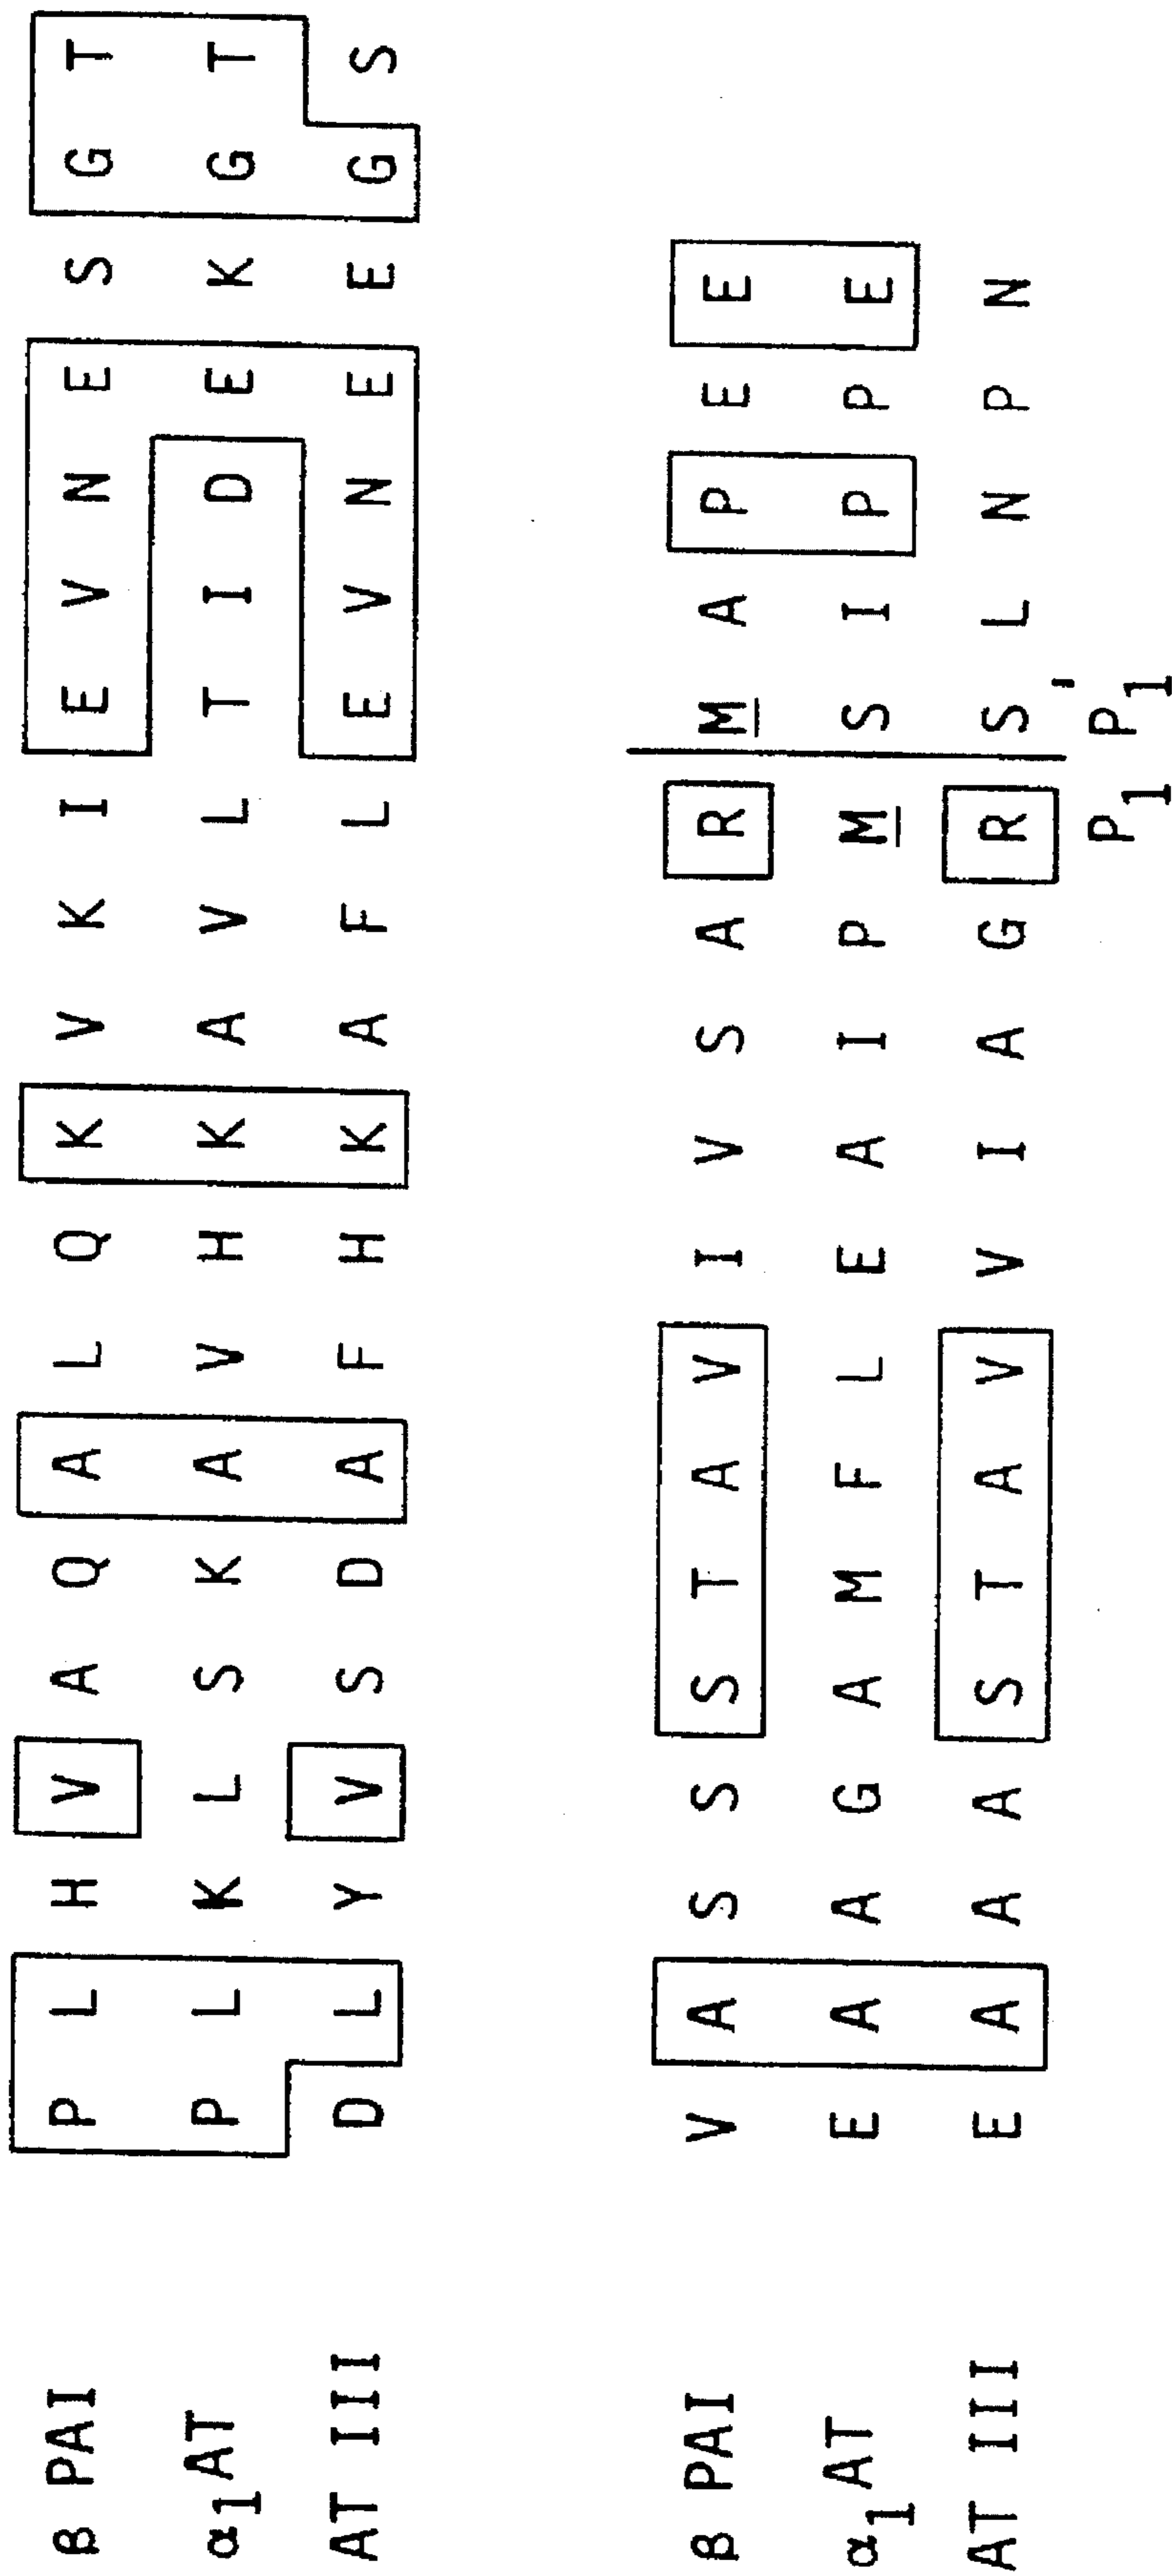 β PAI P L H V A Q A L Q K V K I E V N E S G T
α1AT P L K L S K A V H K A V L T I D E K G T
AT III D L Y V S D A F H K A F L E V N E E G S
β PAI V A S S S T A V I V S A R M A P E E
α1AT E A A G A M F L E A I P M S I P P E
AT III E A A A S T A V V I A G R S L N P N
P1 P1'